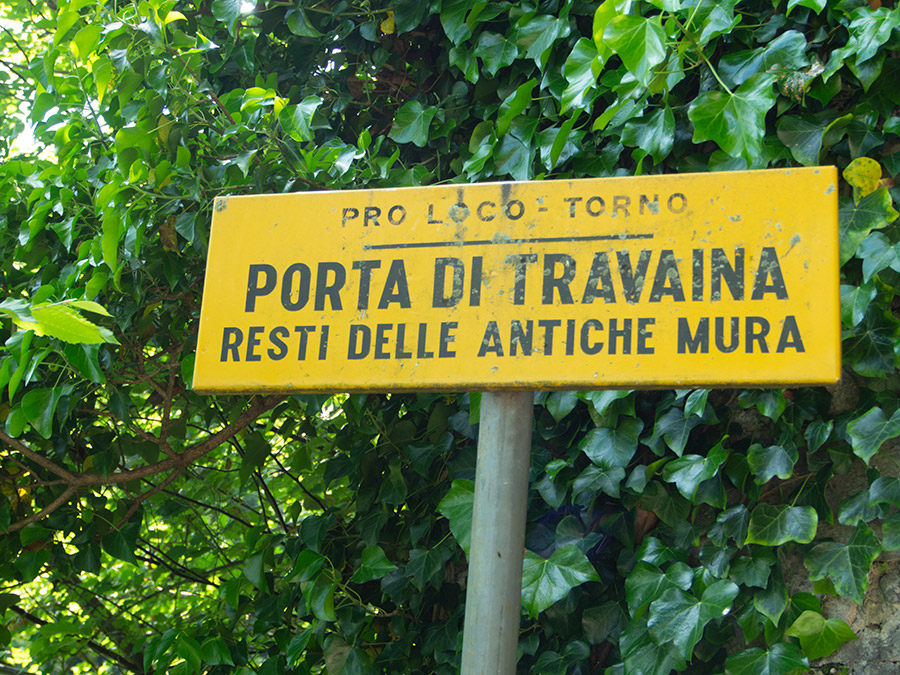 PRO LOCO - TORNO
PORTA DI TRAVAINA
RESTI DELLE ANTICHE MURA